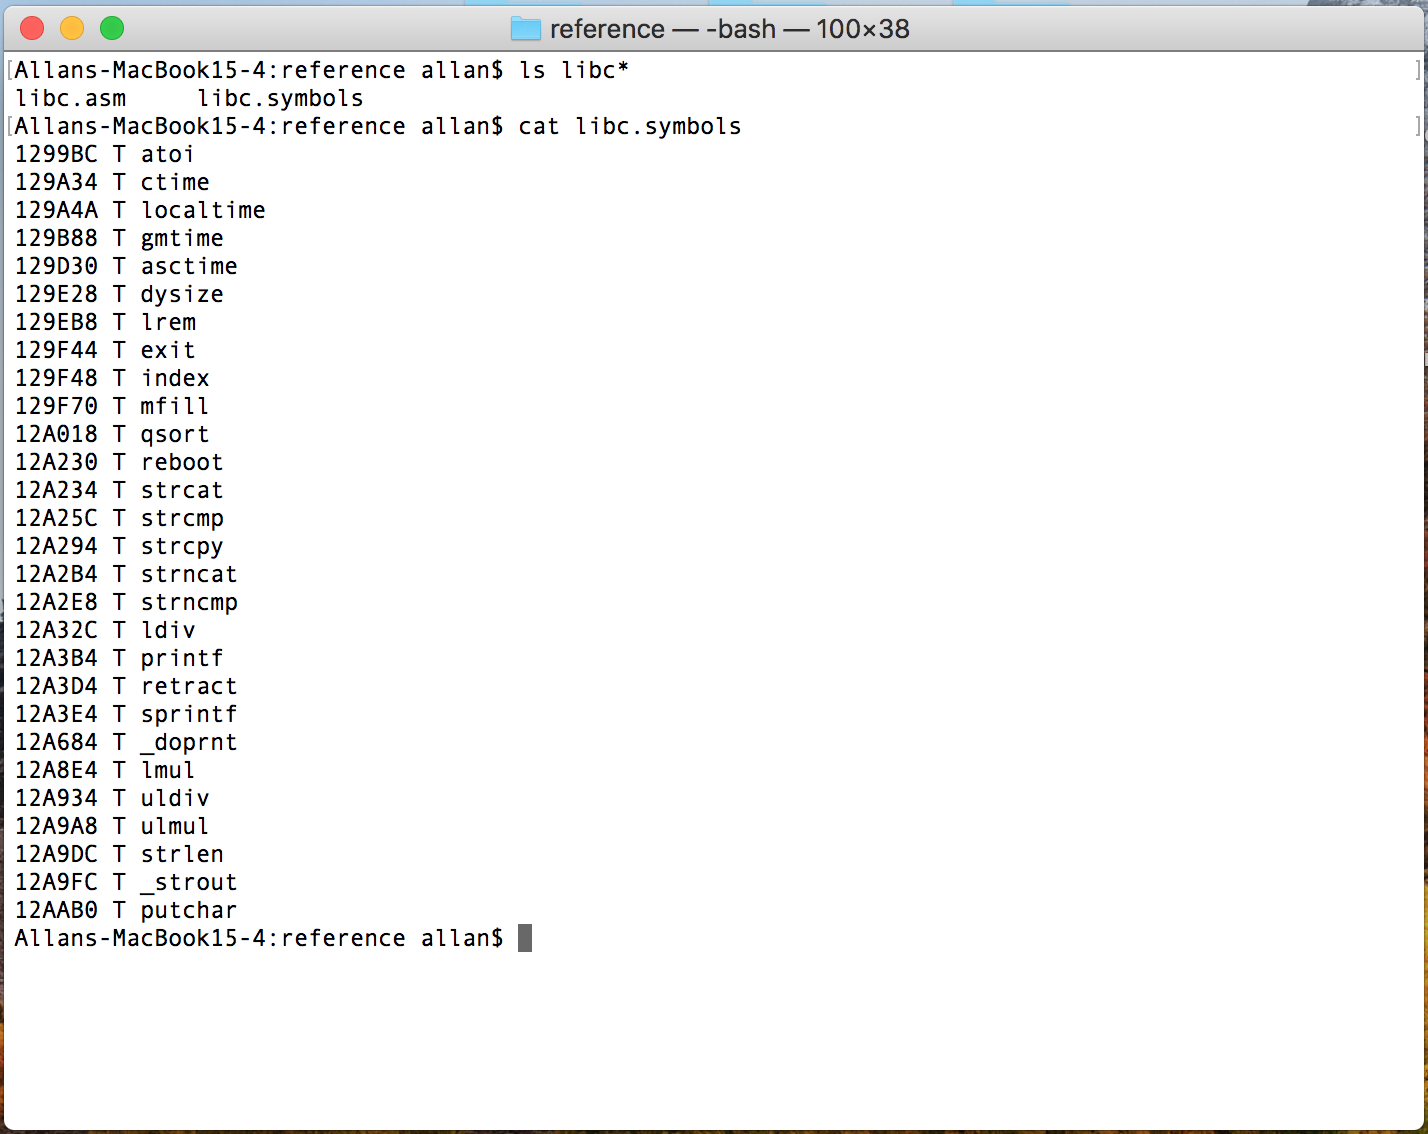 reference — -bash — 100×38
[Allans-MacBook15-4:reference allan$ ls libc* ]
libc.asm     libc.symbols
[Allans-MacBook15-4:reference allan$ cat libc.symbols ]
1299BC T atoi
129A34 T ctime
129A4A T localtime
129B88 T gmtime
129D30 T asctime
129E28 T dysize
129EB8 T lrem
129F44 T exit
129F48 T index
129F70 T mfill
12A018 T qsort
12A230 T reboot
12A234 T strcat
12A25C T strcmp
12A294 T strcpy
12A2B4 T strncat
12A2E8 T strncmp
12A32C T ldiv
12A3B4 T printf
12A3D4 T retract
12A3E4 T sprintf
12A684 T _doprnt
12A8E4 T lmul
12A934 T uldiv
12A9A8 T ulmul
12A9DC T strlen
12A9FC T _strout
12AAB0 T putchar
Allans-MacBook15-4:reference allan$